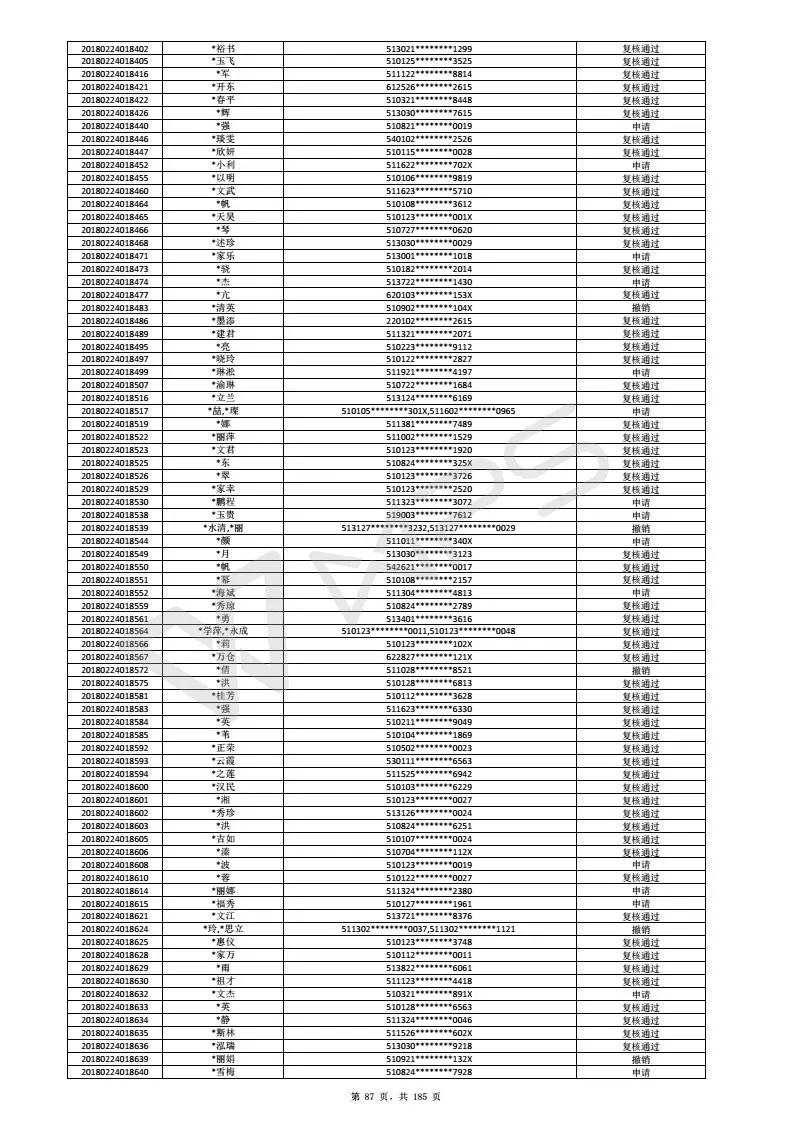 20180224018402 *裕书 513021********1299 复核通过
20180224018405 *玉飞 510125********3525 复核通过
20180224018416 *军 511122********8814 复核通过
20180224018421 *开东 612526********2615 复核通过
20180224018422 *春平 510321********8448 复核通过
20180224018426 *辉 513030********7615 复核通过
20180224018440 *强 510821********0019 申请
20180224018446 *琰雯 540102********2526 复核通过
20180224018447 *欣妍 510115********0028 复核通过
20180224018452 *小利 511622********702X 申请
20180224018455 *以明 510106********9819 复核通过
20180224018460 *文武 511623********5710 复核通过
20180224018464 *帆 510108********3612 复核通过
20180224018465 *天昊 510123********001X 复核通过
20180224018466 *琴 510727********0620 复核通过
20180224018468 *述珍 513030********0029 复核通过
20180224018471 *家乐 513001********1018 申请
20180224018473 *骁 510182********2014 复核通过
20180224018474 *杰 513722********1430 申请
20180224018477 *亢 620103********153X 复核通过
20180224018483 *清英 510902********104X 撤销
20180224018486 *墨添 220102********2615 复核通过
20180224018489 *建君 511321********2071 复核通过
20180224018495 *亮 510223********9112 复核通过
20180224018497 *晓玲 510122********2827 复核通过
20180224018499 *琳淞 511921********4197 申请
20180224018507 *渝琳 510722********1684 复核通过
20180224018516 *立兰 513124********6169 复核通过
20180224018517 *喆,*璨 510105********301X,511602********0965 申请
20180224018519 *娜 511381********7489 复核通过
20180224018522 *丽萍 511002********1529 复核通过
20180224018523 *文君 510123********1920 复核通过
20180224018525 *东 510824********325X 复核通过
20180224018526 *翠 510123********3726 复核通过
20180224018529 *家幸 510123********2520 复核通过
20180224018530 *鹏程 511323********3072 申请
20180224018538 *玉贵 519003********7612 申请
20180224018539 *水清,*丽 513127********3232,513127********0029 撤销
20180224018544 *颜 511011********340X 申请
20180224018549 *月 513030********3123 复核通过
20180224018550 *帆 542621********0017 复核通过
20180224018551 *幂 510108********2157 复核通过
20180224018552 *海斌 511304********4813 申请
20180224018559 *秀琼 510824********2789 复核通过
20180224018561 *勇 513401********3616 复核通过
20180224018564 *学萍,*永成 510123********0011,510123********0048 复核通过
20180224018566 *莉 510123********102X 复核通过
20180224018567 *万仓 622827********121X 复核通过
20180224018572 *倩 511028********8521 撤销
20180224018575 *洪 510128********6813 复核通过
20180224018581 *桂芳 510112********3628 复核通过
20180224018583 *强 511623********6330 复核通过
20180224018584 *英 510211********9049 复核通过
20180224018585 *苇 510104********1869 复核通过
20180224018592 *正荣 510502********0023 复核通过
20180224018593 *云霞 530111********6563 复核通过
20180224018594 *之莲 511525********6942 复核通过
20180224018600 *汉民 510103********6229 复核通过
20180224018601 *湘 510123********0027 复核通过
20180224018602 *秀珍 513126********0024 复核通过
20180224018603 *洪 510824********6251 复核通过
20180224018605 *吉如 510107********0024 复核通过
20180224018606 *溱 510704********112X 复核通过
20180224018608 *波 510123********0019 申请
20180224018610 *蓉 510122********0027 复核通过
20180224018614 *丽娜 511324********2380 申请
20180224018615 *福秀 510127********1961 申请
20180224018621 *文江 513721********8376 复核通过
20180224018624 *玲,*思立 511302********0037,511302********1121 撤销
20180224018625 *惠仪 510123********3748 复核通过
20180224018628 *家万 510112********0011 复核通过
20180224018629 *雨 513822********6061 复核通过
20180224018630 *祖才 511123********4418 复核通过
20180224018632 *文杰 510321********891X 申请
20180224018633 *英 510128********6563 复核通过
20180224018634 *静 511324********0046 复核通过
20180224018635 *斯林 511526********602X 复核通过
20180224018636 *泓瑞 513030********9218 复核通过
20180224018639 *丽娟 510921********132X 撤销
20180224018640 *雪梅 510824********7928 申请
第 87 页, 共 185 页